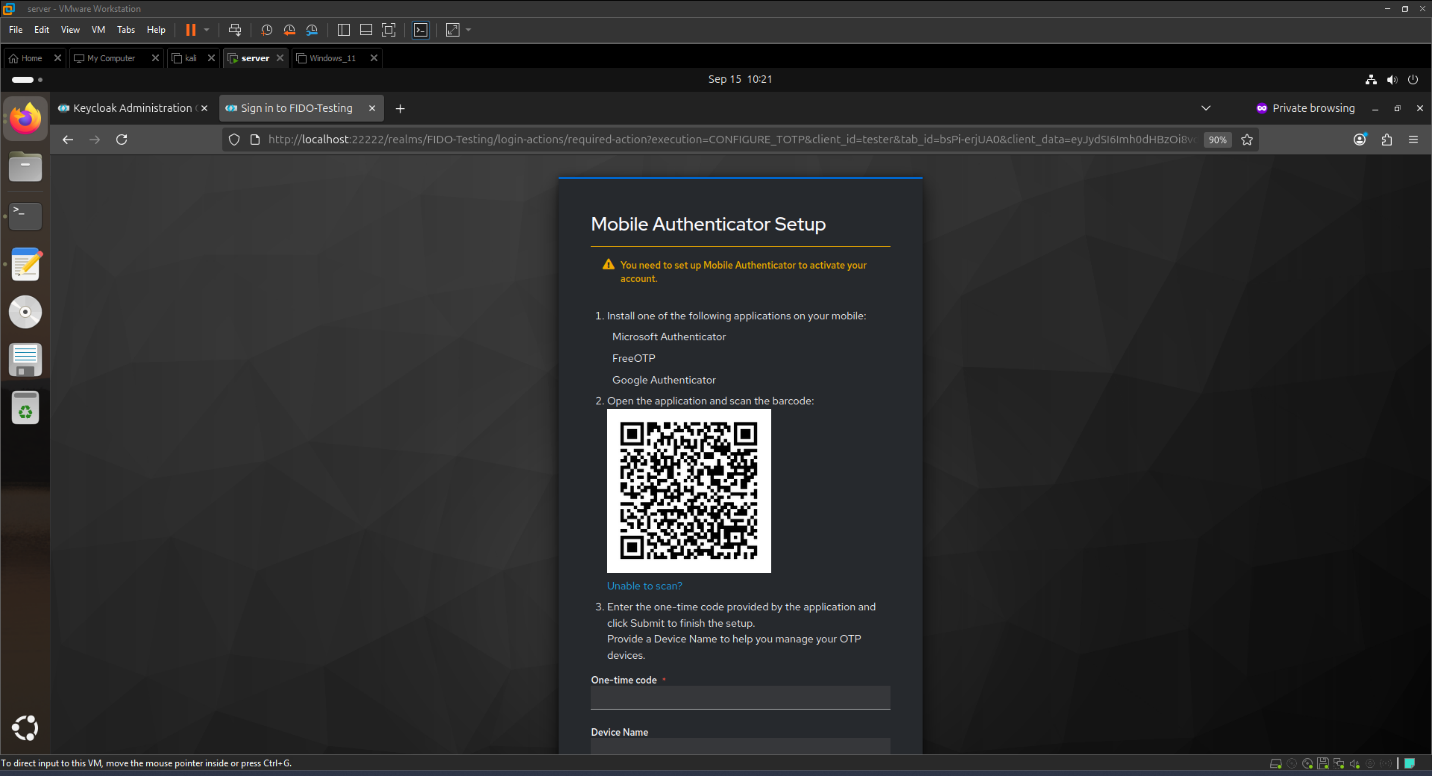 server - VMware Workstation
File Edit View VM Tabs Help
Home My Computer kali server Windows_11
Sep 15 10:21
Keycloak Administration Sign in to FIDO-Testing Private browsing
http://localhost:22222/realms/FIDO-Testing/login-actions/required-action?execution=CONFIGURE_TOTP&client_id=tester&tab_id=bsPi-erjUA0&client_data=eyJydSI6Imh0dHBzOi8v 90%
Mobile Authenticator Setup
You need to set up Mobile Authenticator to activate your
account.
1. Install one of the following applications on your mobile:
Microsoft Authenticator
FreeOTP
Google Authenticator
2. Open the application and scan the barcode:
Unable to scan?
3. Enter the one-time code provided by the application and
click Submit to finish the setup.
Provide a Device Name to help you manage your OTP
devices.
One-time code *
Device Name
To direct input to this VM, move the mouse pointer inside or press Ctrl+G.